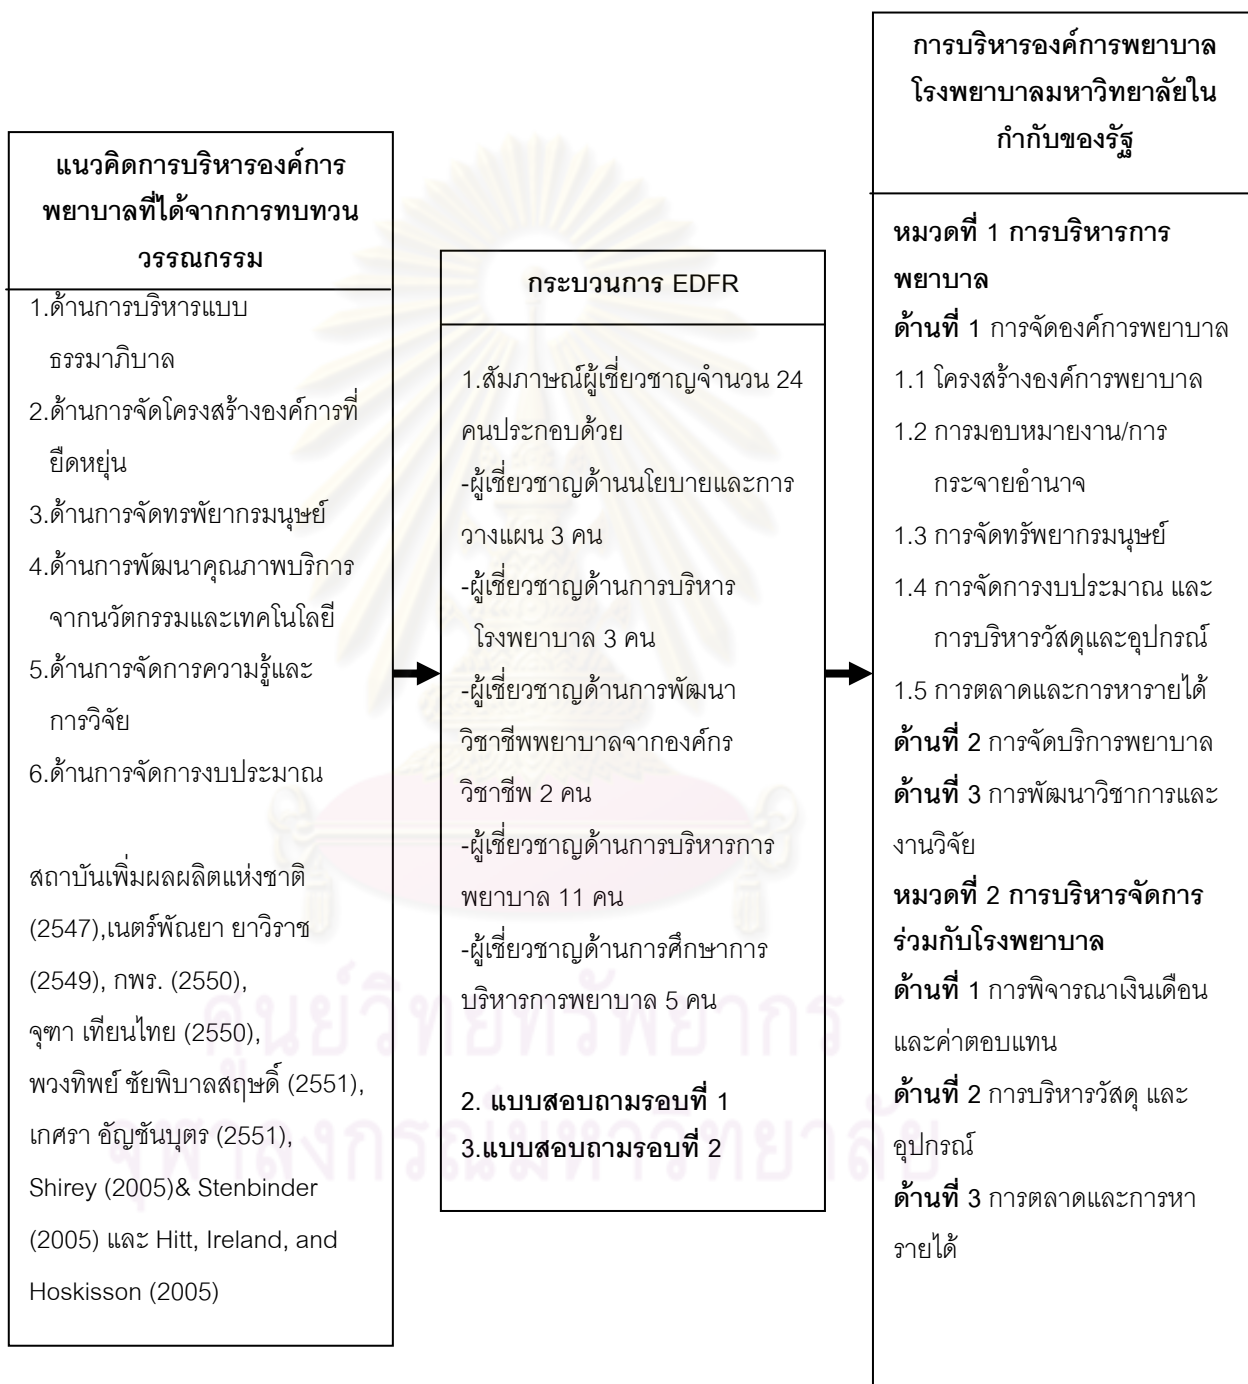 แนวคิดการบริหารองค์การ
พยาบาลที่ได้จากการทบทวน
วรรณกรรม
1.ด้านการบริหารแบบ
ธรรมาภิบาล
2.ด้านการจัดโครงสร้างองค์การที่
ยืดหยุ่น
3.ด้านการจัดทรัพยากรมนุษย์
4.ด้านการพัฒนาคุณภาพบริการ
จากนวัตกรรมและเทคโนโลยี
5.ด้านการจัดการความรู้และ
การวิจัย
6.ด้านการจัดการงบประมาณ
สถาบันเพิ่มผลผลิตแห่งชาติ
(2547),เนตร์พัณยา ยาวิราช
(2549), กพร. (2550),
จุฑา เทียนไทย (2550),
พวงทิพย์ ชัยพิบาลสฤษดิ์ (2551),
เกศรา อัญชันบุตร (2551),
Shirey (2005)& Stenbinder
(2005) และ Hitt, Ireland, and
Hoskisson (2005)
กระบวนการ EDFR
1.สัมภาษณ์ผู้เชี่ยวชาญจำนวน 24
คนประกอบด้วย
-ผู้เชี่ยวชาญด้านนโยบายและการ
วางแผน 3 คน
-ผู้เชี่ยวชาญด้านการบริหาร
โรงพยาบาล 3 คน
-ผู้เชี่ยวชาญด้านการพัฒนา
วิชาชีพพยาบาลจากองค์กร
วิชาชีพ 2 คน
-ผู้เชี่ยวชาญด้านการบริหารการ
พยาบาล 11 คน
-ผู้เชี่ยวชาญด้านการศึกษาการ
บริหารการพยาบาล 5 คน
2. แบบสอบถามรอบที่ 1
3.แบบสอบถามรอบที่ 2
การบริหารองค์การพยาบาล
โรงพยาบาลมหาวิทยาลัยใน
กำกับของรัฐ
หมวดที่ 1 การบริหารการ
พยาบาล
ด้านที่ 1 การจัดองค์การพยาบาล
1.1 โครงสร้างองค์การพยาบาล
1.2 การมอบหมายงาน/การ
กระจายอำนาจ
1.3 การจัดทรัพยากรมนุษย์
1.4 การจัดการงบประมาณ และ
การบริหารวัสดุและอุปกรณ์
1.5 การตลาดและการหารายได้
ด้านที่ 2 การจัดบริการพยาบาล
ด้านที่ 3 การพัฒนาวิชาการและ
งานวิจัย
หมวดที่ 2 การบริหารจัดการ
ร่วมกับโรงพยาบาล
ด้านที่ 1 การพิจารณาเงินเดือน
และค่าตอบแทน
ด้านที่ 2 การบริหารวัสดุ และ
อุปกรณ์
ด้านที่ 3 การตลาดและการหา
รายได้
ศูนย์วิทยทรัพยากร
จุฬาลงกรณ์มหาวิทยาลัย